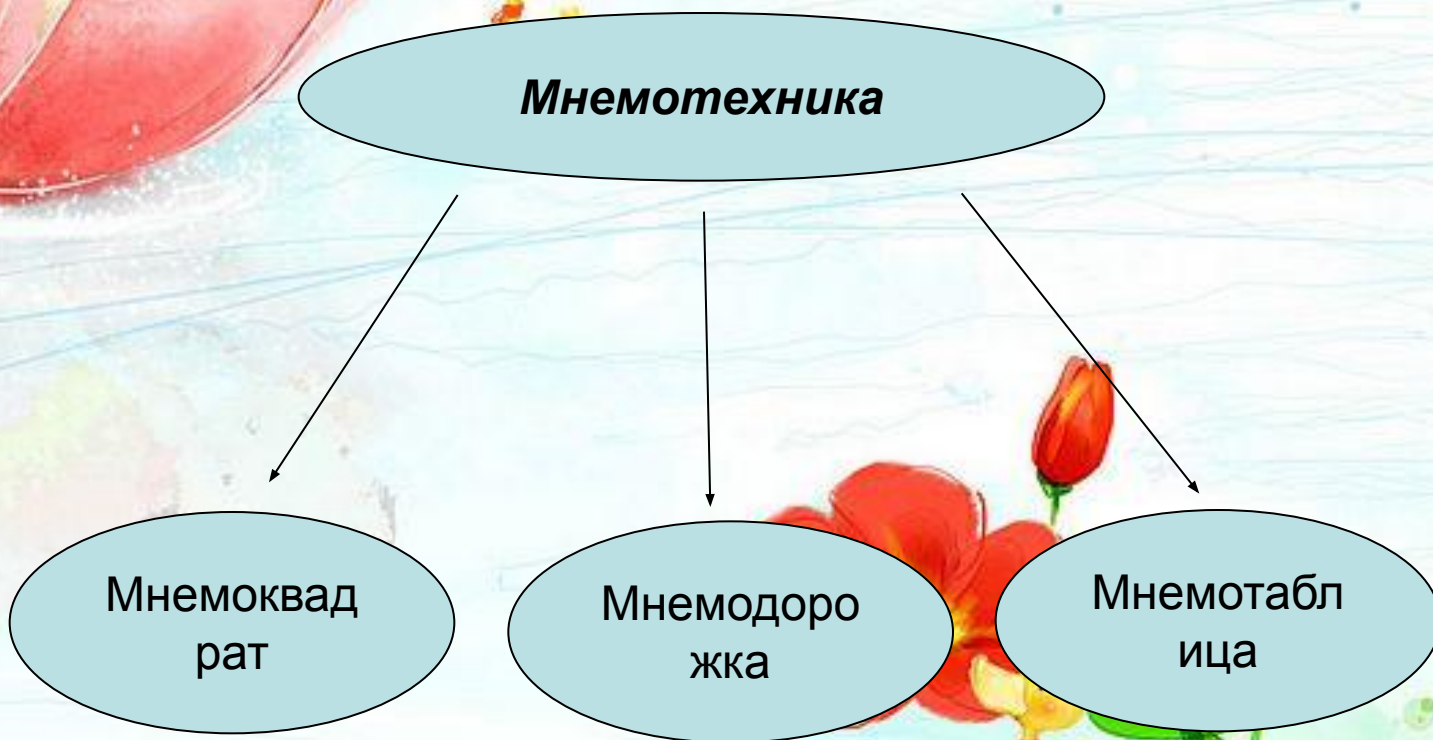 Мнемотехника
Мнемоквад
рат
Мнемодоро
жка
Мнемотабл
ица